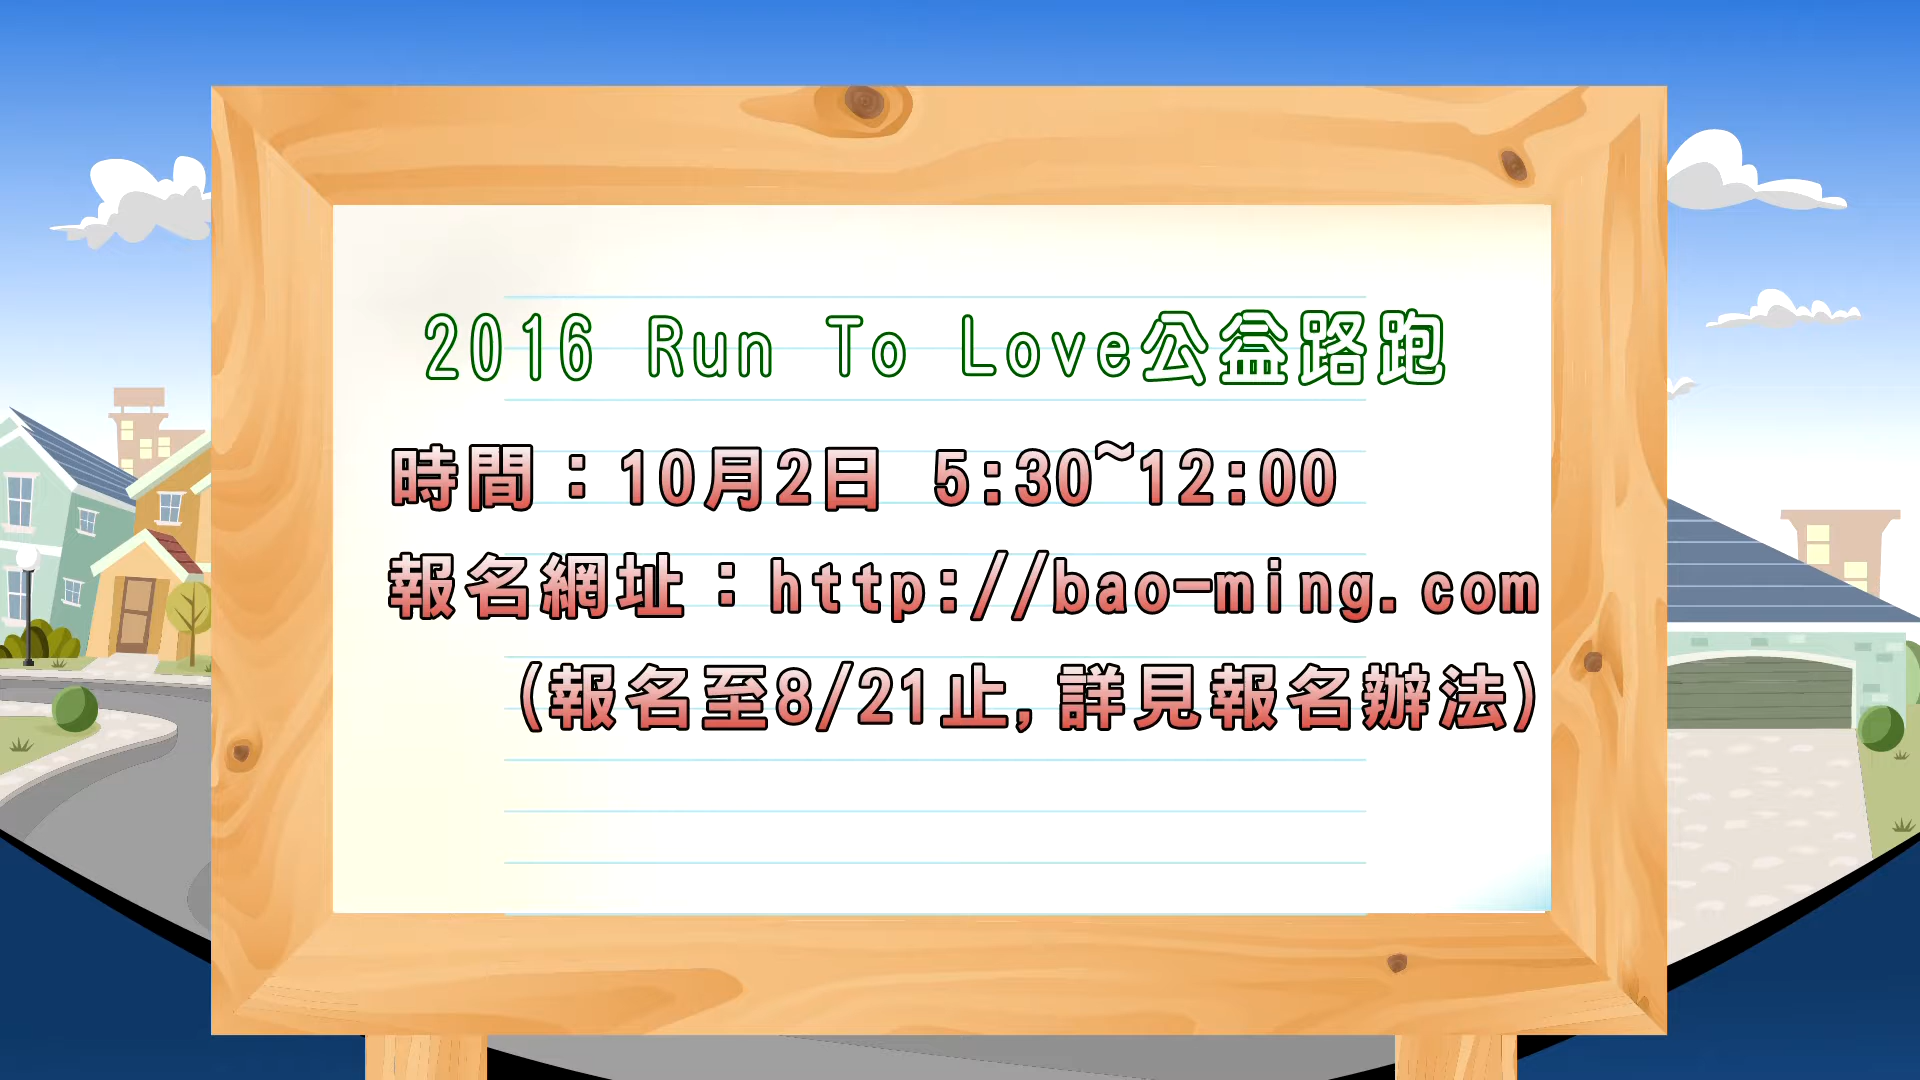 2016 Run To Love公益路跑
時間：10月2日 5:30~12:00
報名網址：http://bao-ming.com
(報名至8/21止,詳見報名辦法)